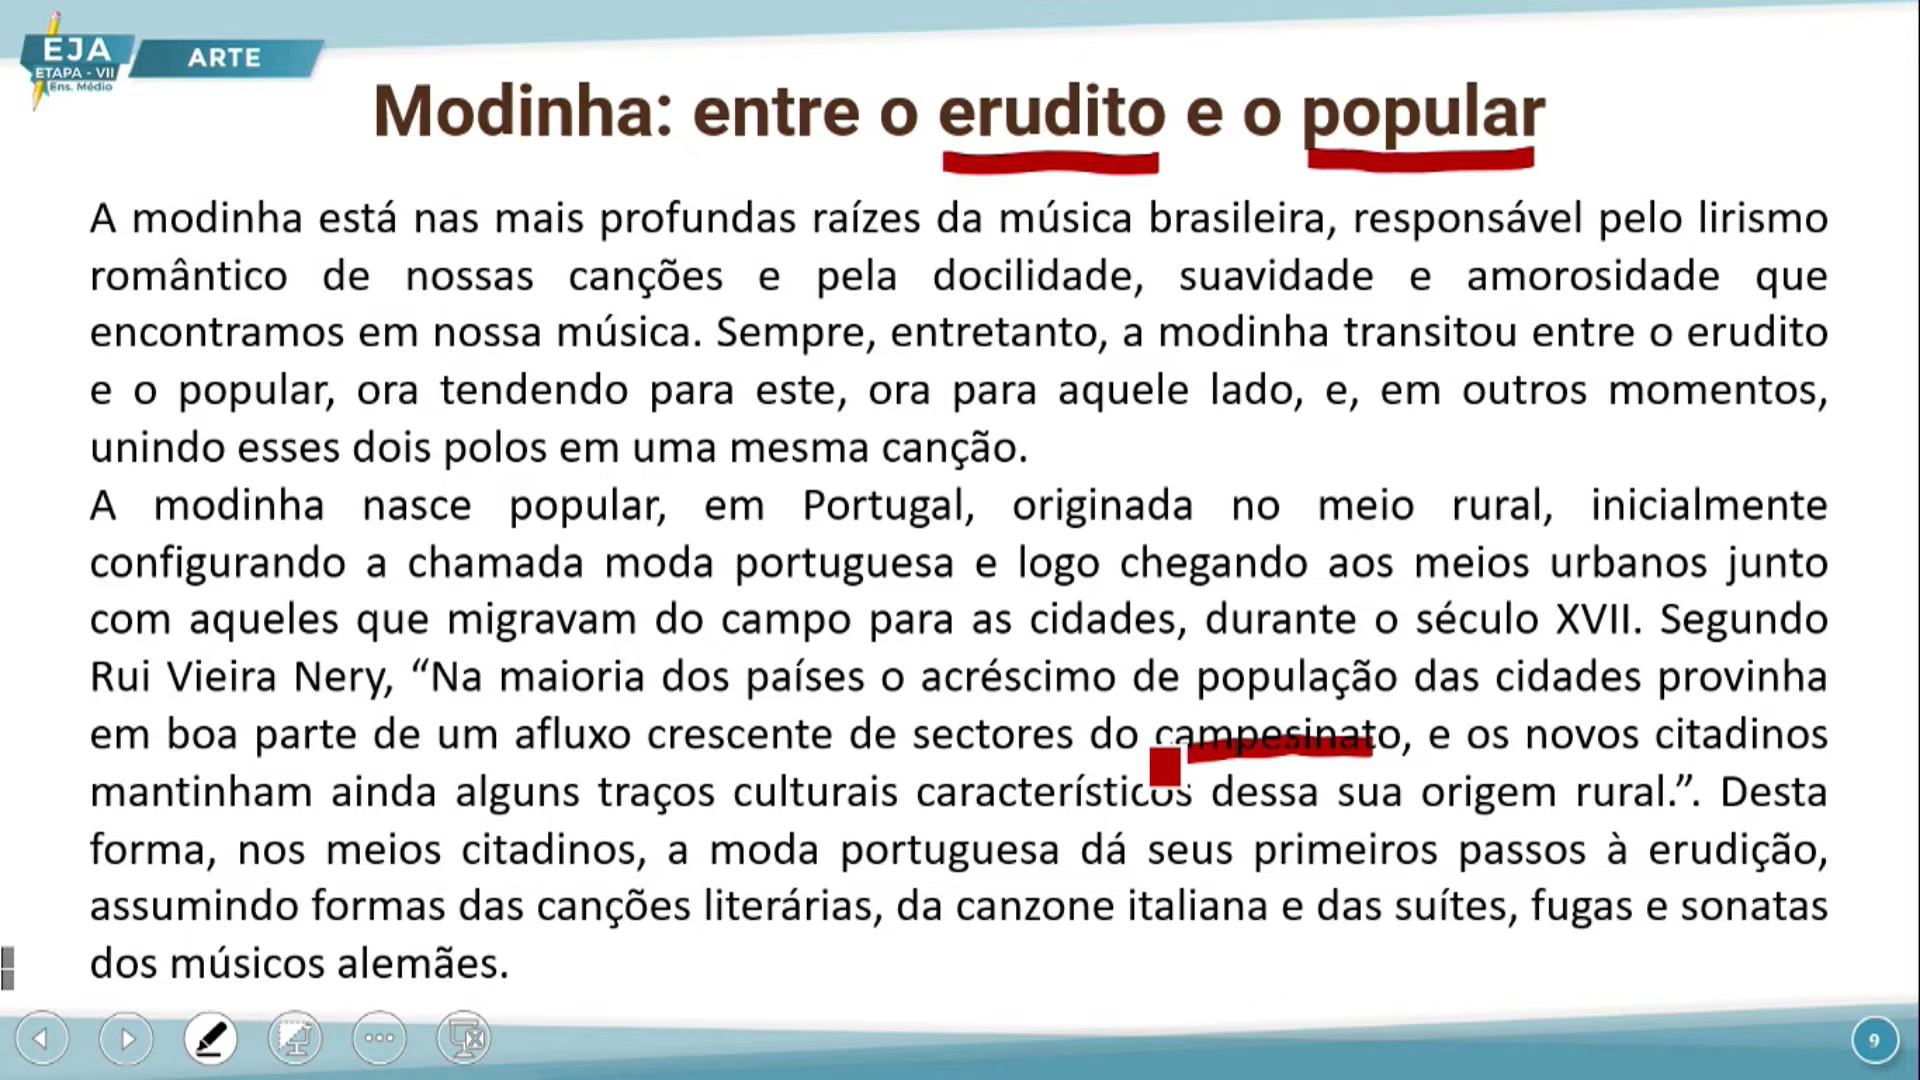 EJA
ETAPA - VII
Ens. Médio
ARTE
Modinha: entre o erudito e o popular
A modinha está nas mais profundas raízes da música brasileira, responsável pelo lirismo
romântico de nossas canções e pela docilidade, suavidade e amorosidade que
encontramos em nossa música. Sempre, entretanto, a modinha transitou entre o erudito
e o popular, ora tendendo para este, ora para aquele lado, e, em outros momentos,
unindo esses dois polos em uma mesma canção.
A modinha nasce popular, em Portugal, originada no meio rural, inicialmente
configurando a chamada moda portuguesa e logo chegando aos meios urbanos junto
com aqueles que migravam do campo para as cidades, durante o século XVII. Segundo
Rui Vieira Nery, “Na maioria dos países o acréscimo de população das cidades provinha
em boa parte de um afluxo crescente de sectores do campesinato, e os novos citadinos
mantinham ainda alguns traços culturais característicos dessa sua origem rural.”. Desta
forma, nos meios citadinos, a moda portuguesa dá seus primeiros passos à erudição,
assumindo formas das canções literárias, da canzone italiana e das suítes, fugas e sonatas
dos músicos alemães.
9